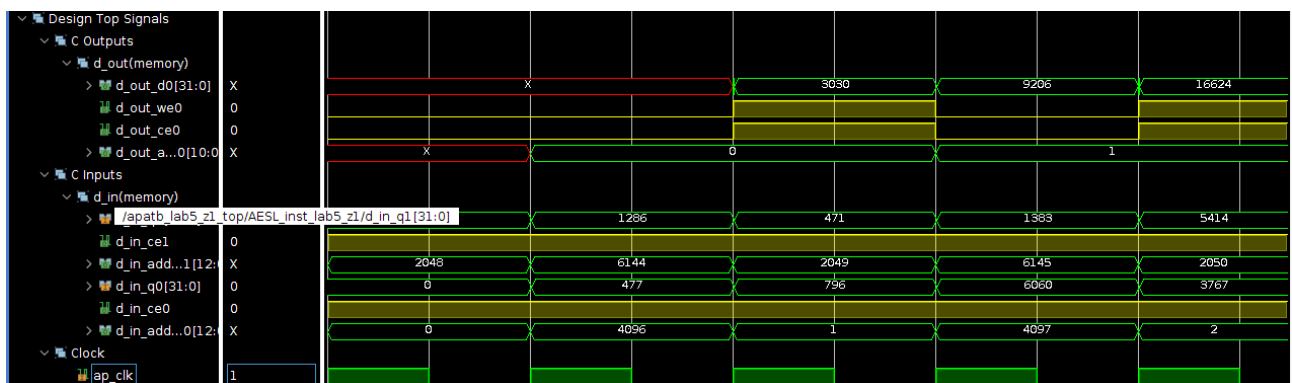 Design Top Signals
C Outputs
d_out(memory)
d_out_d0[31:0] X X 3030 9206 16624
d_out_we0 0
d_out_ce0 0
d_out_a...0[10:0 X X 0 1
C Inputs
d_in(memory)
/apatb_lab5_z1_top/AESL_inst_lab5_z1/d_in_q1[31:0] 1286 471 1383 5414
d_in_ce1 0
d_in_add...1[12: X 2048 6144 2049 6145 2050
d_in_q0[31:0] 0 0 477 796 6060 3767
d_in_ce0 0
d_in_add...0[12: X 0 4096 1 4097 2
Clock
ap_clk 1